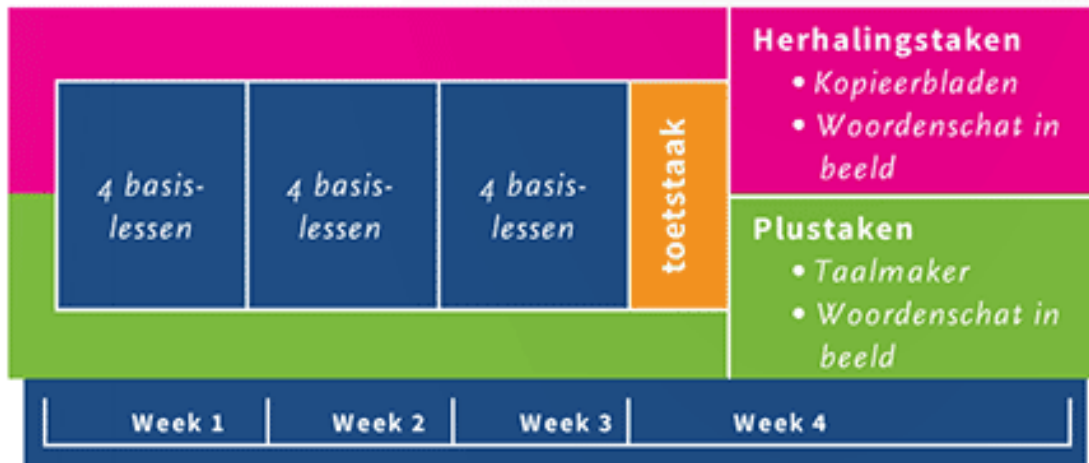 4 basis-
lessen
4 basis-
lessen
4 basis-
lessen
toetstaak
Herhalingstaken
• Kopieerbladen
• Woordenschat in
beeld
Plustaken
• Taalmaker
• Woordenschat in
beeld
Week 1
Week 2
Week 3
Week 4